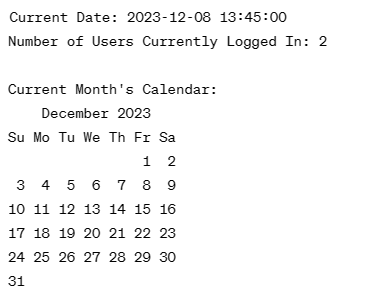 Current Date: 2023-12-08 13:45:00
Number of Users Currently Logged In: 2

Current Month's Calendar:
    December 2023
Su Mo Tu We Th Fr Sa
                1  2
 3  4  5  6  7  8  9
10 11 12 13 14 15 16
17 18 19 20 21 22 23
24 25 26 27 28 29 30
31